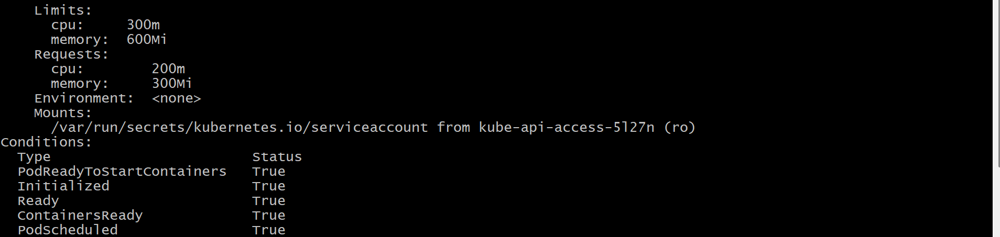 Limits:
cpu: 300m
memory: 600Mi
Requests:
cpu: 200m
memory: 300Mi
Environment: <none>
Mounts:
/var/run/secrets/kubernetes.io/serviceaccount from kube-api-access-5l27n (ro)
Conditions:
Type Status
PodReadyToStartContainers True
Initialized True
Ready True
ContainersReady True
PodScheduled True